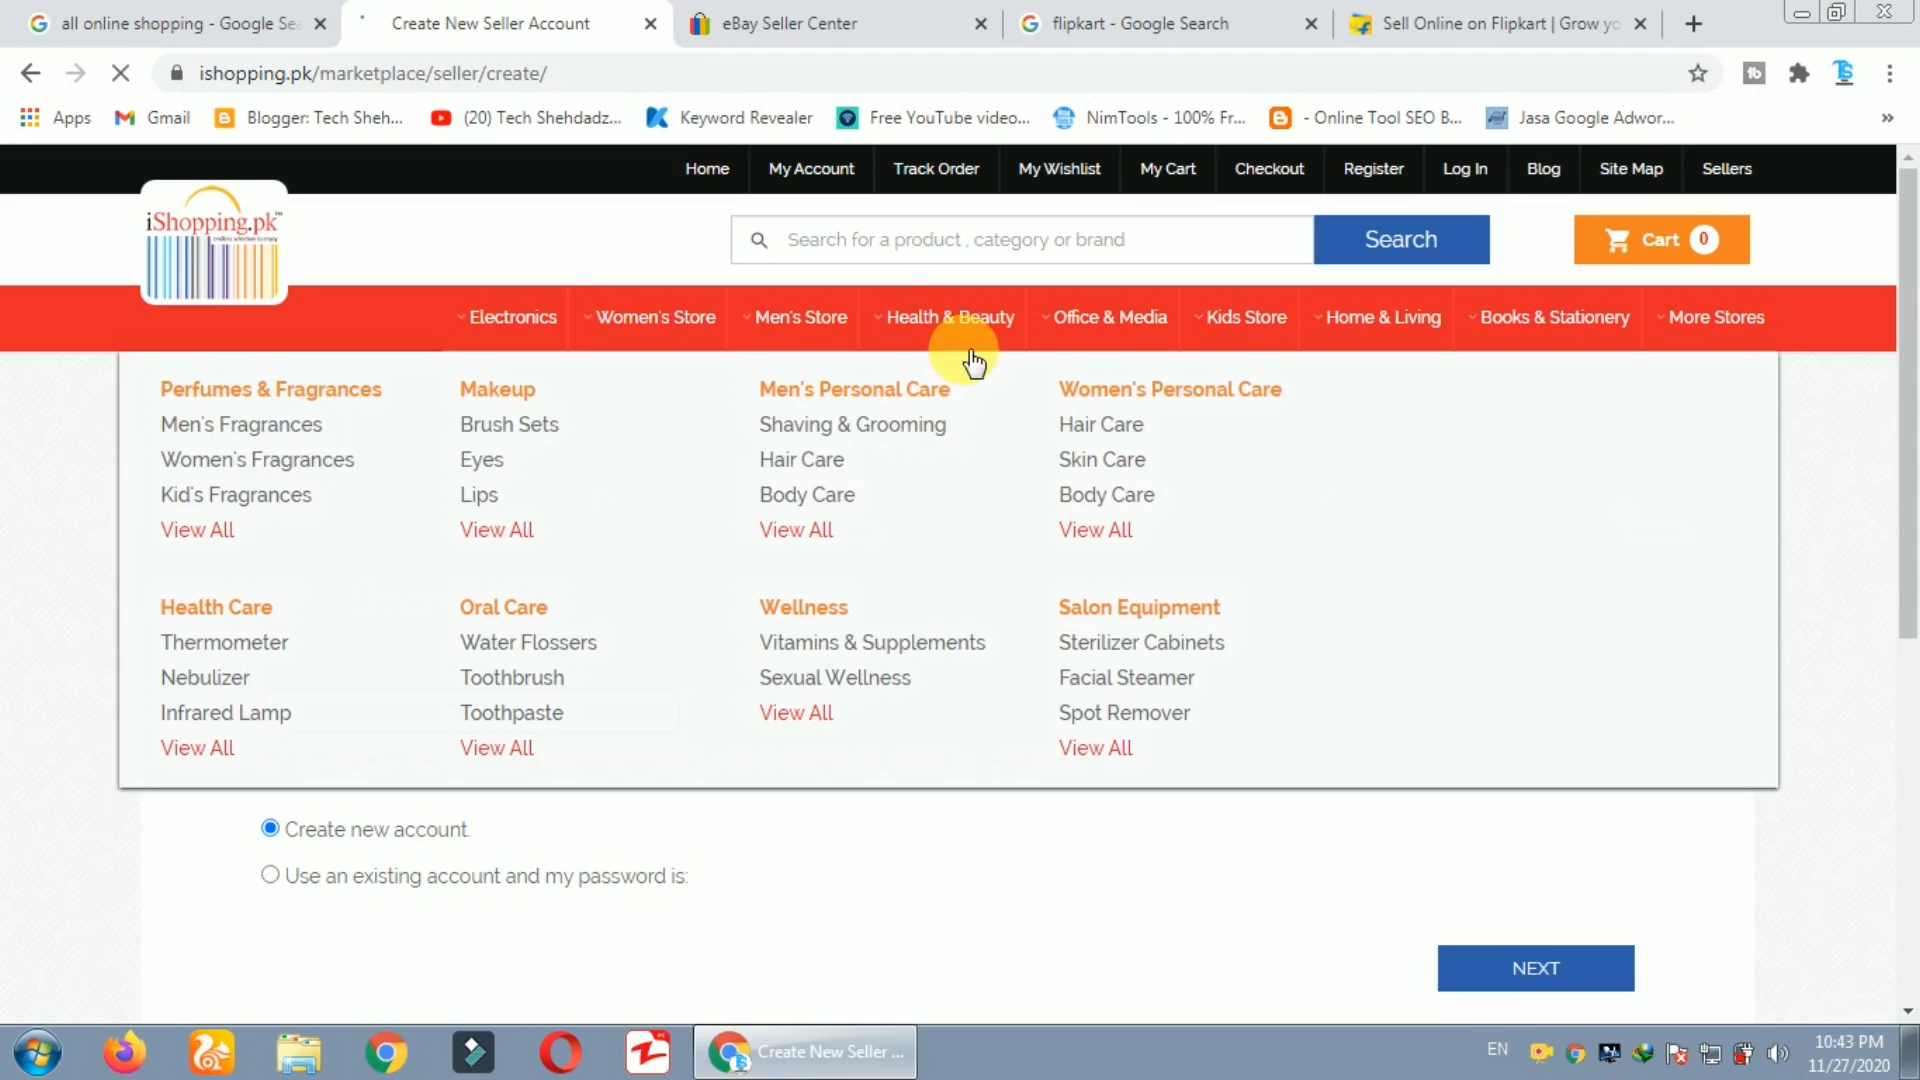 all online shopping - Google Sea
Create New Seller Account
eBay Seller Center
flipkart - Google Search
Sell Online on Flipkart | Grow yo
ishopping.pk/marketplace/seller/create/
Apps
Gmail
Blogger: Tech Sheh...
(20) Tech Shehdadz...
Keyword Revealer
Free YouTube video...
NimTools - 100% Fr...
- Online Tool SEO B...
Jasa Google Adwor...
Home
My Account
Track Order
My Wishlist
My Cart
Checkout
Register
Log In
Blog
Site Map
Sellers
iShopping.pk™
endless selection to enjoy
Search for a product , category or brand
Search
Cart 0
Electronics
Women's Store
Men's Store
Health & Beauty
Office & Media
Kids Store
Home & Living
Books & Stationery
More Stores
Perfumes & Fragrances
Men's Fragrances
Women's Fragrances
Kid's Fragrances
View All
Makeup
Brush Sets
Eyes
Lips
View All
Men's Personal Care
Shaving & Grooming
Hair Care
Body Care
View All
Women's Personal Care
Hair Care
Skin Care
Body Care
View All
Health Care
Thermometer
Nebulizer
Infrared Lamp
View All
Oral Care
Water Flossers
Toothbrush
Toothpaste
View All
Wellness
Vitamins & Supplements
Sexual Wellness
View All
Salon Equipment
Sterilizer Cabinets
Facial Steamer
Spot Remover
View All
Create new account.
Use an existing account and my password is:
NEXT
Create New Seller ...
EN
10:43 PM
11/27/2020